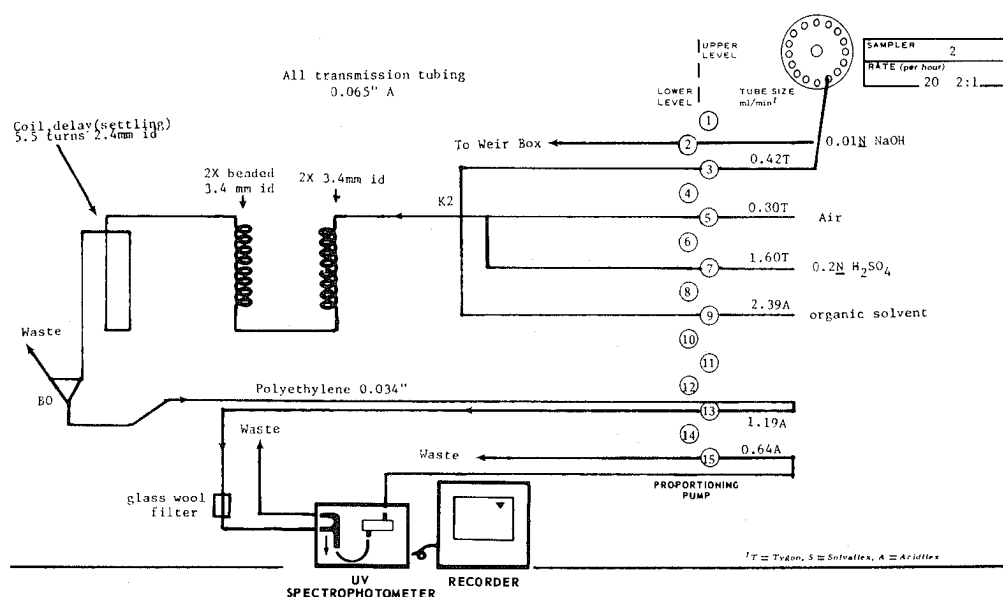 UPPER
LEVEL
SAMPLER 2
RATE (per hour)
20 2:1
All transmission tubing
0.065" A
LOWER
LEVEL
TUBE SIZE
ml/min¹
Coil delay(settling)
5.5 turns 2.4mm id
1
To Weir Box
2
0.01N NaOH
3
0.42T
2X beaded
3.4 mm id
2X 3.4mm id
4
K2
5
0.30T
Air
6
7
1.60T
0.2N H₂SO₄
8
9
2.39A
organic solvent
10
Waste
11
12
BO
Polyethylene 0.034"
13
1.19A
14
Waste
Waste
15
0.64A
PROPORTIONING
PUMP
glass wool
filter
¹T = Tygon, S = Solvaflex, A = Acidflex
UV
SPECTROPHOTOMETER
RECORDER